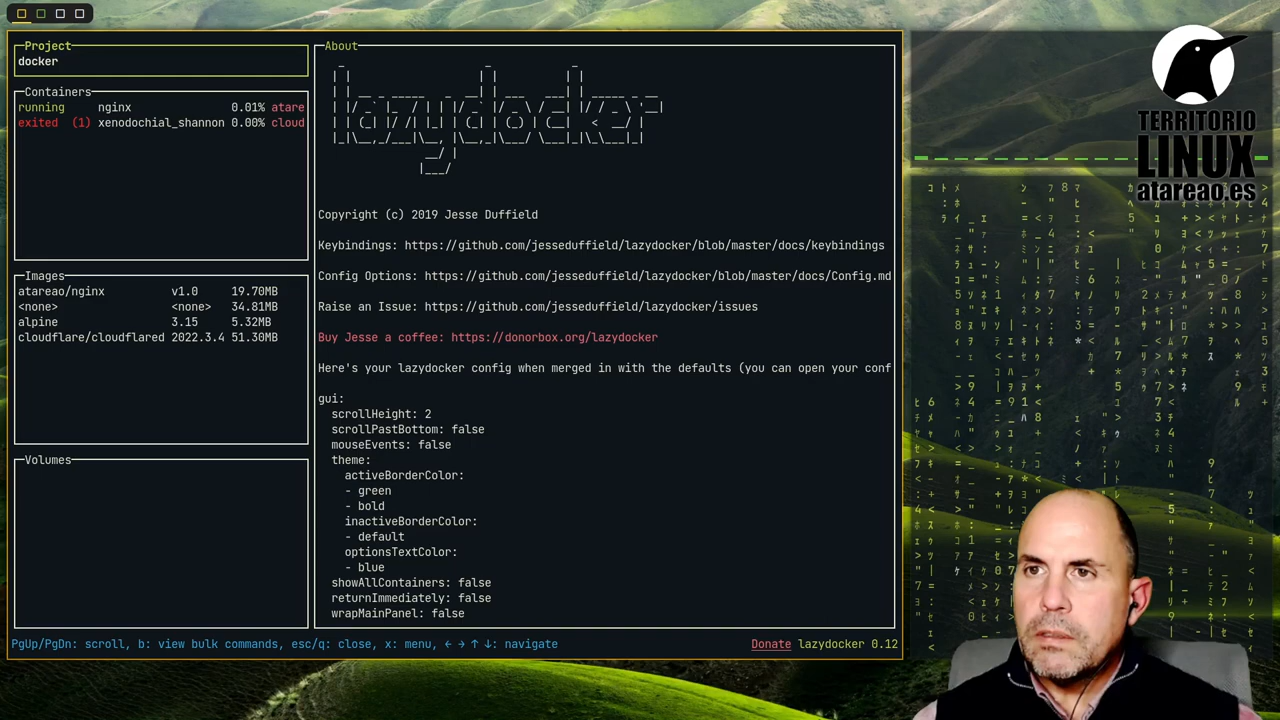 Project
docker
Containers
running nginx 0.01% atare
exited (1) xenodochial_shannon 0.00% cloud
Images
atareao/nginx v1.0 19.70MB
<none> <none> 34.81MB
alpine 3.15 5.32MB
cloudflare/cloudflared 2022.3.4 51.30MB
Volumes
About
lazydocker
Copyright (c) 2019 Jesse Duffield
Keybindings: https://github.com/jesseduffield/lazydocker/blob/master/docs/keybindings
Config Options: https://github.com/jesseduffield/lazydocker/blob/master/docs/Config.md
Raise an Issue: https://github.com/jesseduffield/lazydocker/issues
Buy Jesse a coffee: https://donorbox.org/lazydocker
Here's your lazydocker config when merged in with the defaults (you can open your conf
gui:
scrollHeight: 2
scrollPastBottom: false
mouseEvents: false
theme:
activeBorderColor:
- green
- bold
inactiveBorderColor:
- default
optionsTextColor:
- blue
showAllContainers: false
returnImmediately: false
wrapMainPanel: false
PgUp/PgDn: scroll, b: view bulk commands, esc/q: close, x: menu, ← → ↑ ↓: navigate
Donate lazydocker 0.12
TERRITORIO
LINUX
atareao.es